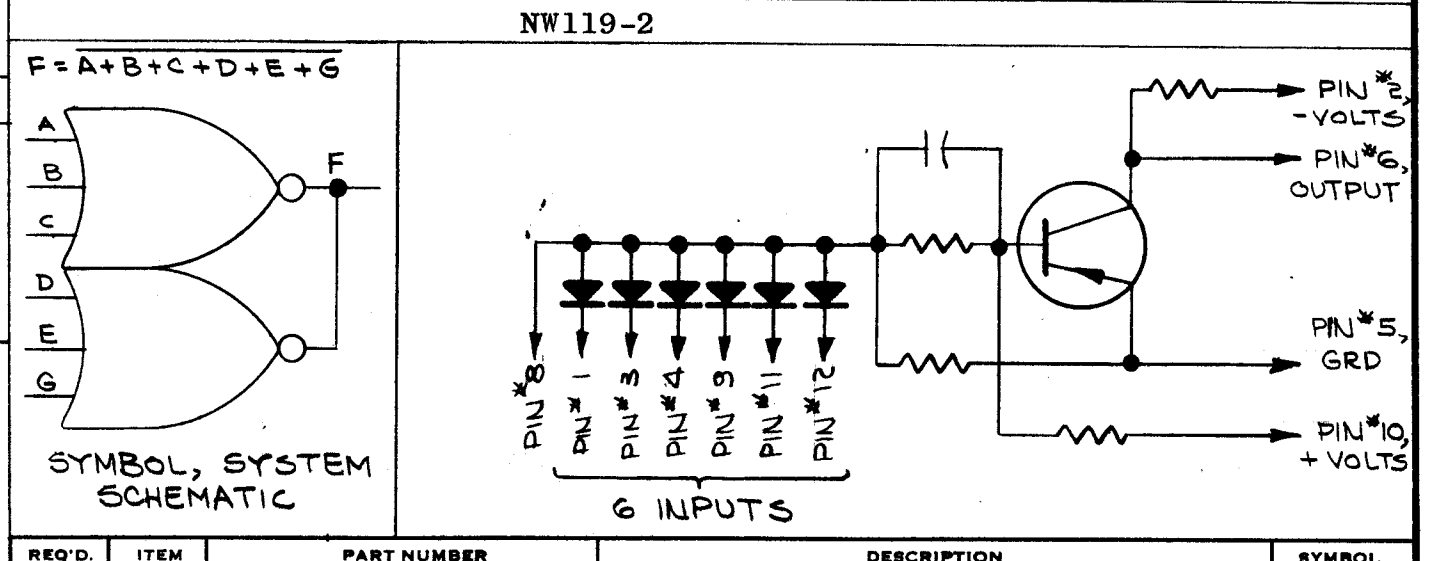 NW119-2
F = A+B+C+D+E+G
A
B
C
D
E
G
F
SYMBOL, SYSTEM
SCHEMATIC
PIN #8
PIN #1
PIN #3
PIN #4
PIN #9
PIN #11
PIN #12
6 INPUTS
PIN #2,
-VOLTS
PIN #6,
OUTPUT
PIN #5,
GRD
PIN #10,
+ VOLTS
REQ'D.
ITEM
PART NUMBER
DESCRIPTION
SYMBOL